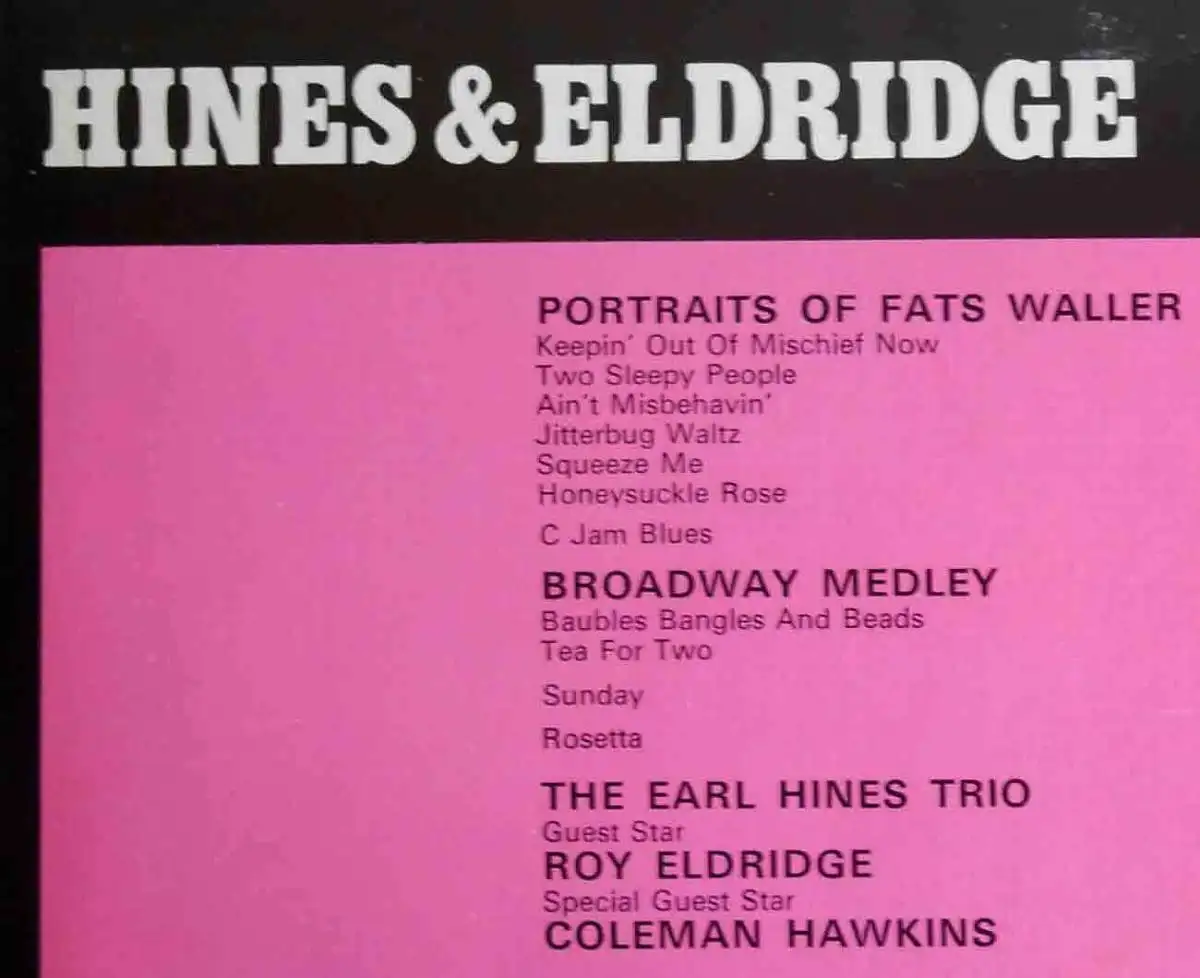 HINES & ELDRIDGE
PORTRAITS OF FATS WALLER
Keepin' Out Of Mischief Now
Two Sleepy People
Ain't Misbehavin'
Jitterbug Waltz
Squeeze Me
Honeysuckle Rose
C Jam Blues
BROADWAY MEDLEY
Baubles Bangles And Beads
Tea For Two
Sunday
Rosetta
THE EARL HINES TRIO
Guest Star
ROY ELDRIDGE
Special Guest Star
COLEMAN HAWKINS